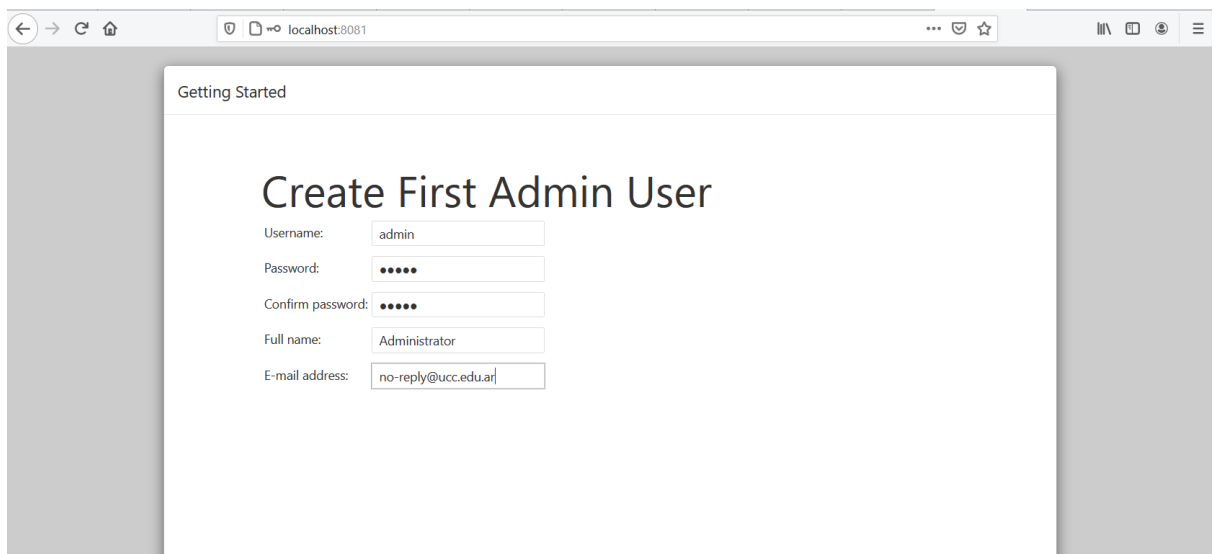 localhost:8081
Getting Started
Create First Admin User
Username: admin
Password: •••••
Confirm password: •••••
Full name: Administrator
E-mail address: no-reply@ucc.edu.ar